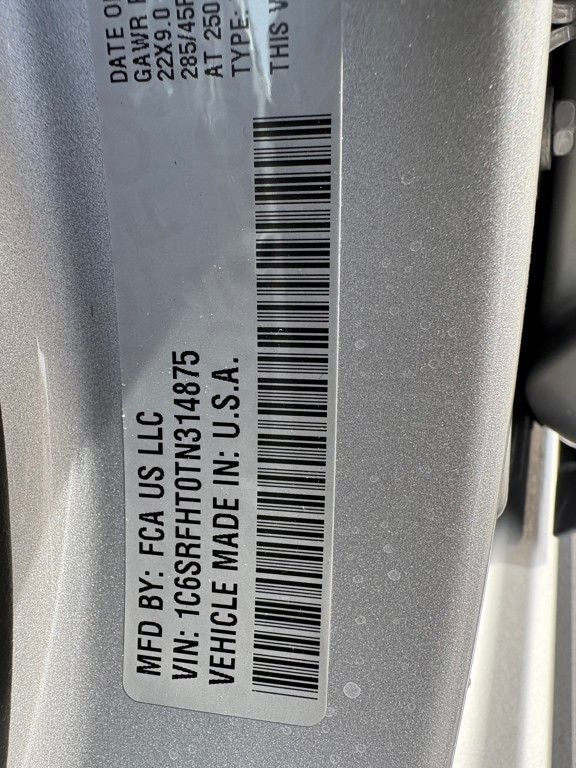 DATE OF
GAWR
22X9.0
285/45R
AT 250
TYPE:
THIS V
MFD BY: FCA US LLC
VIN: 1C6SRFHT0TN314875
VEHICLE MADE IN: U.S.A.